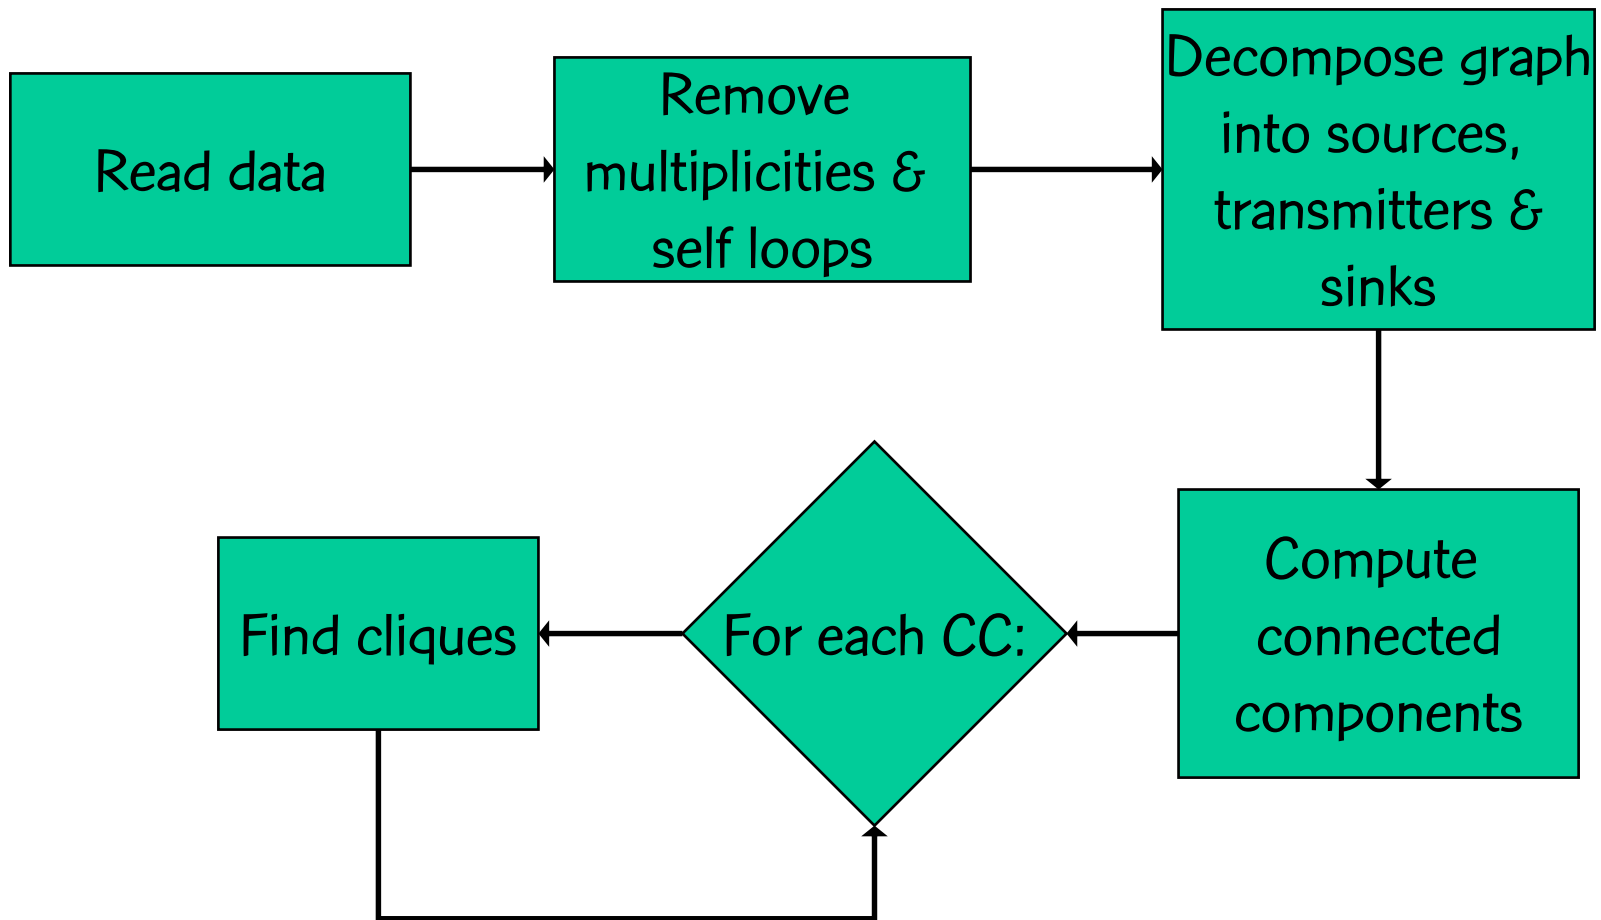 Read data
Remove
multiplicities &
self loops
Decompose graph
into sources,
transmitters &
sinks
Compute
connected
components
For each CC:
Find cliques